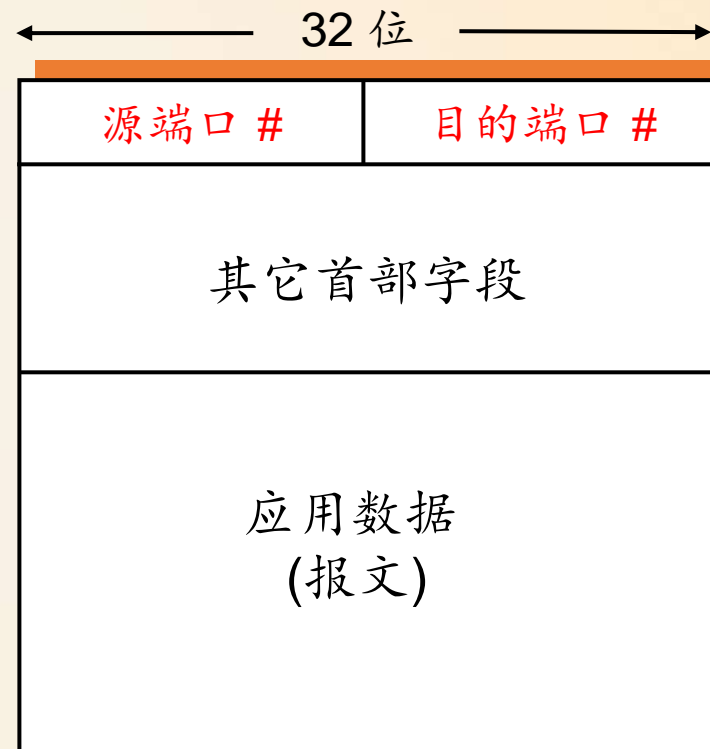 32 位
源端口 # 目的端口 #
其它首部字段
应用数据
(报文)